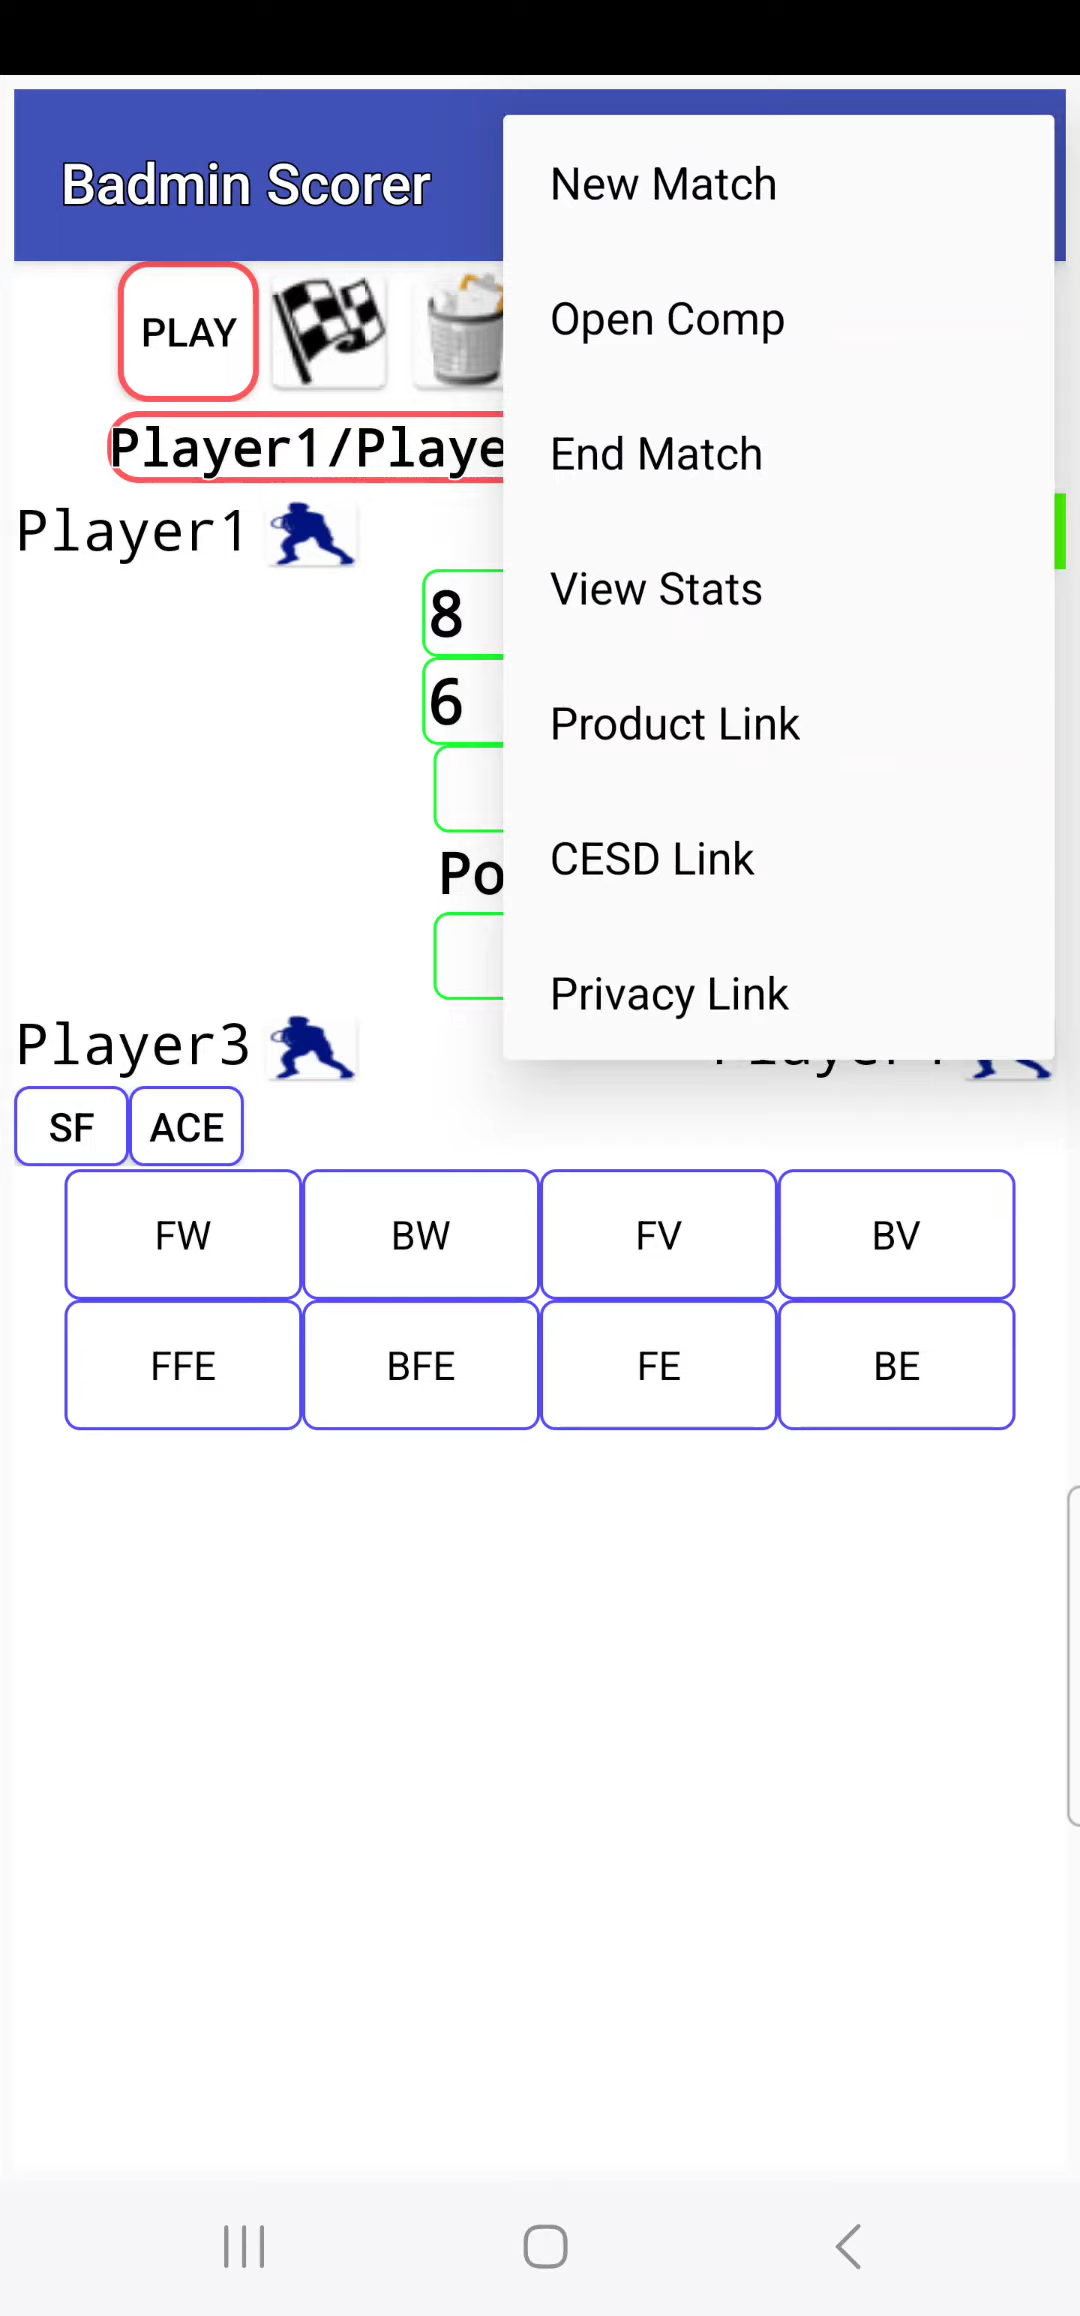 Badmin Scorer
New Match
Open Comp
End Match
View Stats
Product Link
CESD Link
Privacy Link
PLAY
Player1/Playe
Player1
8
6
Po
Player3
SF ACE
FW BW FV BV
FFE BFE FE BE